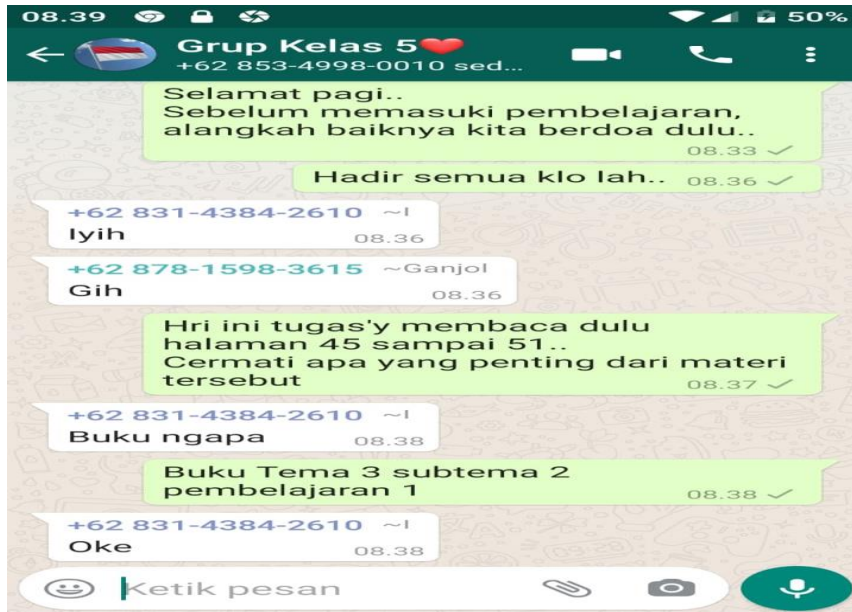 08.39 50%
Grup Kelas 5❤
+62 853-4998-0010 sed...
Selamat pagi..
Sebelum memasuki pembelajaran,
alangkah baiknya kita berdoa dulu..
08.33
Hadir semua klo lah.. 08.36
+62 831-4384-2610 ~I
Iyih 08.36
+62 878-1598-3615 ~Ganjol
Gih 08.36
Hri ini tugas'y membaca dulu
halaman 45 sampai 51..
Cermati apa yang penting dari materi
tersebut 08.37
+62 831-4384-2610 ~I
Buku ngapa 08.38
Buku Tema 3 subtema 2
pembelajaran 1 08.38
+62 831-4384-2610 ~I
Oke 08.38
Ketik pesan